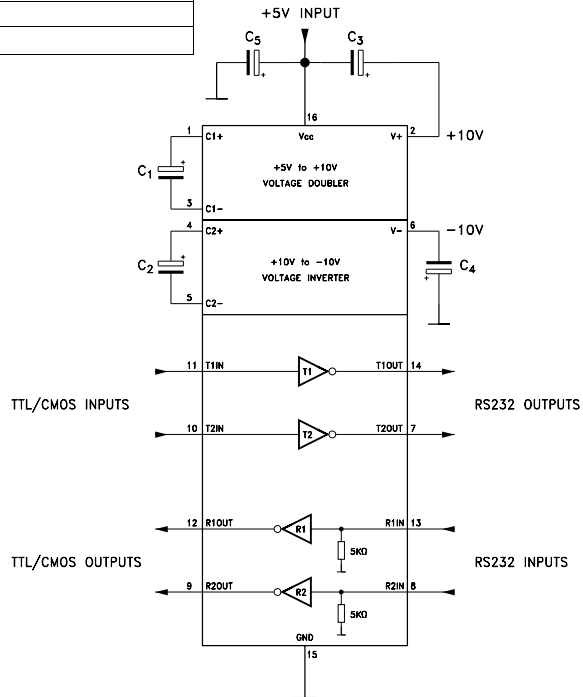 +5V INPUT
C5
C3
+
+
16
1
C1+
Vcc
V+
2
+10V
C1
+
+5V to +10V
VOLTAGE DOUBLER
3
C1-
4
C2+
V-
6
-10V
C2
+
+10V to -10V
VOLTAGE INVERTER
C4
+
5
C2-
11
T1IN
T1
T1OUT
14
TTL/CMOS INPUTS
RS232 OUTPUTS
10
T2IN
T2
T2OUT
7
12
R1OUT
R1
R1IN
13
5KΩ
TTL/CMOS OUTPUTS
RS232 INPUTS
9
R2OUT
R2
R2IN
8
5KΩ
GND
15